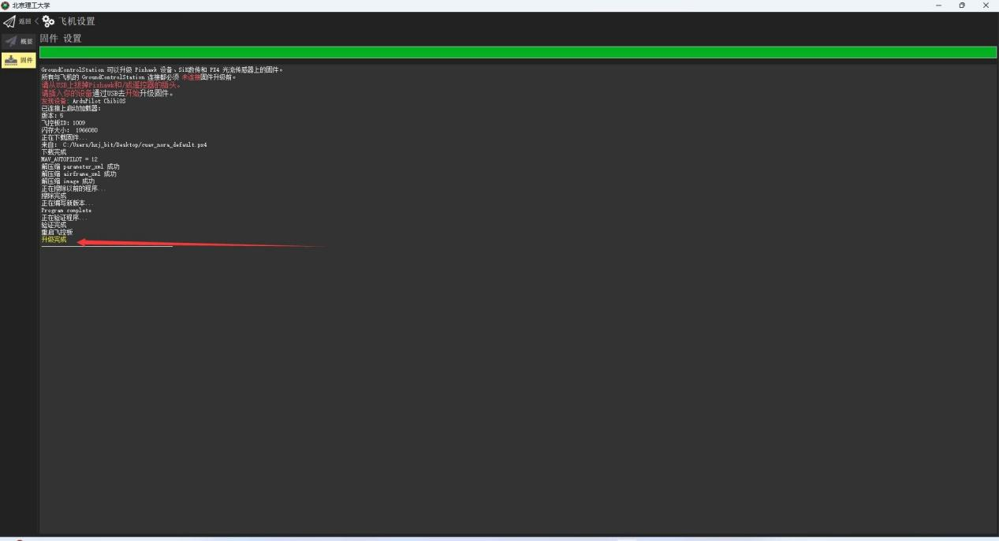 北京理工大学
返回 < 飞机设置
概要
固件 设置
固件
GroundControlStation 可以升级 Pixhawk 设备、SiK数传和 PX4 光流传感器上的固件。
所有与飞机的 GroundControlStation 连接都必须 未连接固件升级前。
请从USB上拔掉Pixhawk和/或遥控器的插头。
请插入你的设备通过USB去开始升级固件。
发现设备: ArduPilot ChibiOS
已连接上启动加载器:
版本: 5
飞控板ID: 1009
闪存大小: 1966080
正在下载固件...
来自: C:/Users/hxj_bit/Desktop/cuav_nora_default.px4
下载完成
MAV_AUTOPILOT = 12
解压缩 parameter_xml 成功
解压缩 airframe_xml 成功
解压缩 image 成功
正在擦除以前的程序...
擦除完成
正在编写新版本...
Program complete
正在验证程序...
验证完成
重启飞控板
升级完成